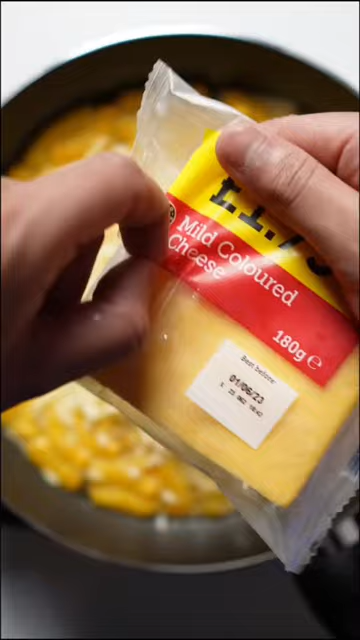 Mild Coloured
Cheese
180g e
Best before:
01/06/23